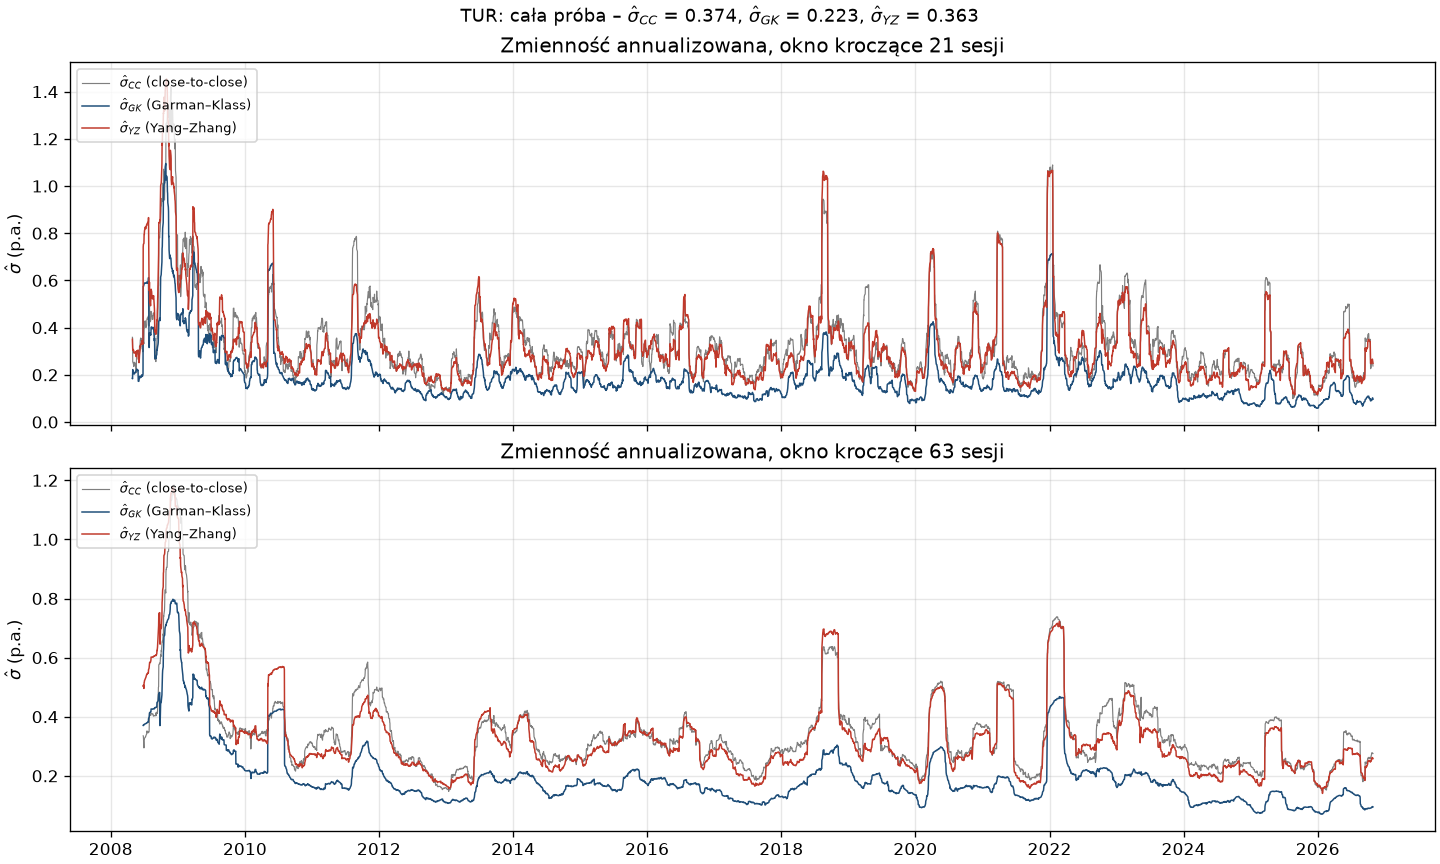 TUR: cała próba – σ̂CC = 0.374, σ̂GK = 0.223, σ̂YZ = 0.363
Zmienność annualizowana, okno kroczące 21 sesji
σ̂CC (close-to-close)
σ̂GK (Garman–Klass)
σ̂YZ (Yang–Zhang)
σ̂ (p.a.)
1.4
1.2
1.0
0.8
0.6
0.4
0.2
0.0
Zmienność annualizowana, okno kroczące 63 sesji
σ̂CC (close-to-close)
σ̂GK (Garman–Klass)
σ̂YZ (Yang–Zhang)
σ̂ (p.a.)
1.2
1.0
0.8
0.6
0.4
0.2
2008 2010 2012 2014 2016 2018 2020 2022 2024 2026